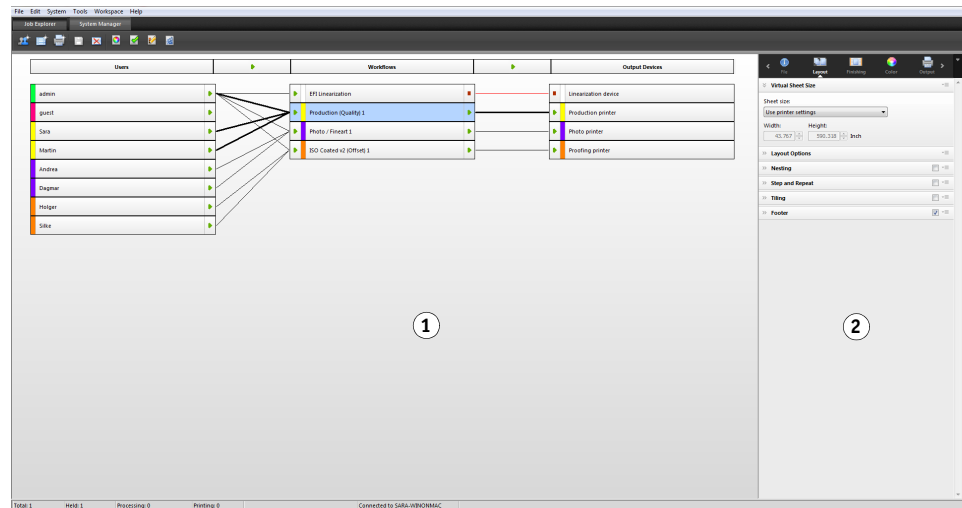 File Edit System Tools Workspace Help
Job Explorer System Manager
Users Workflows Output Devices
File Layout Finishing Color Output
Virtual Sheet Size
admin EFI Linearization Linearization device
Sheet size:
guest Production (Quality) 1 Production printer
Use printer settings
Width: Height:
Sara Photo / Fineart 1 Photo printer
43.767 590.318 Inch
Martin ISO Coated v2 (Offset) 1 Proofing printer
Layout Options
Andrea
Nesting
Dagmar
Step and Repeat
Tiling
Holger
Footer
Silke
1
2
Total: 1 Held: 1 Processing: 0 Printing: 0 Connected to SARA-WINONMAC